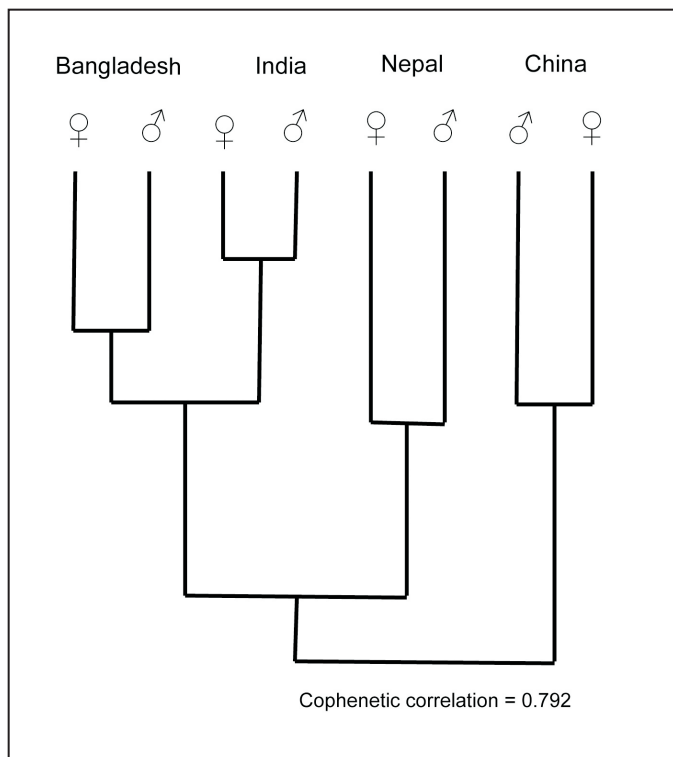 Bangladesh India Nepal China
♀ ♂ ♀ ♂ ♀ ♂ ♂ ♀
Cophenetic correlation = 0.792